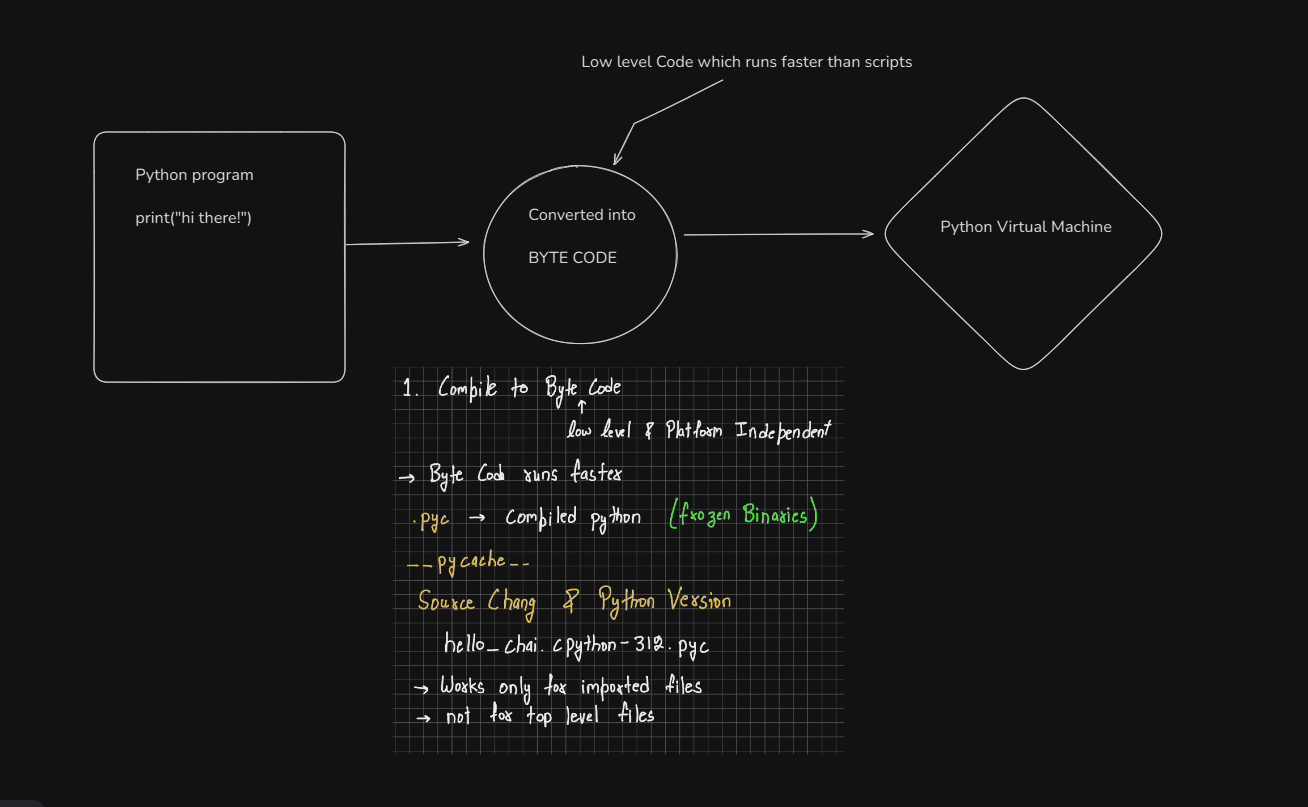 Low level Code which runs faster than scripts
Python program
print("hi there!")
Converted into
BYTE CODE
Python Virtual Machine
1. Compile to Byte Code
↑
low level & Platform Independent
→ Byte Code runs faster
.pyc → Compiled python (frozen Binaries)
__pycache__
Source Chang & Python Version
hello_chai.cpython-312.pyc
→ Works only for imported files
→ not for top level files